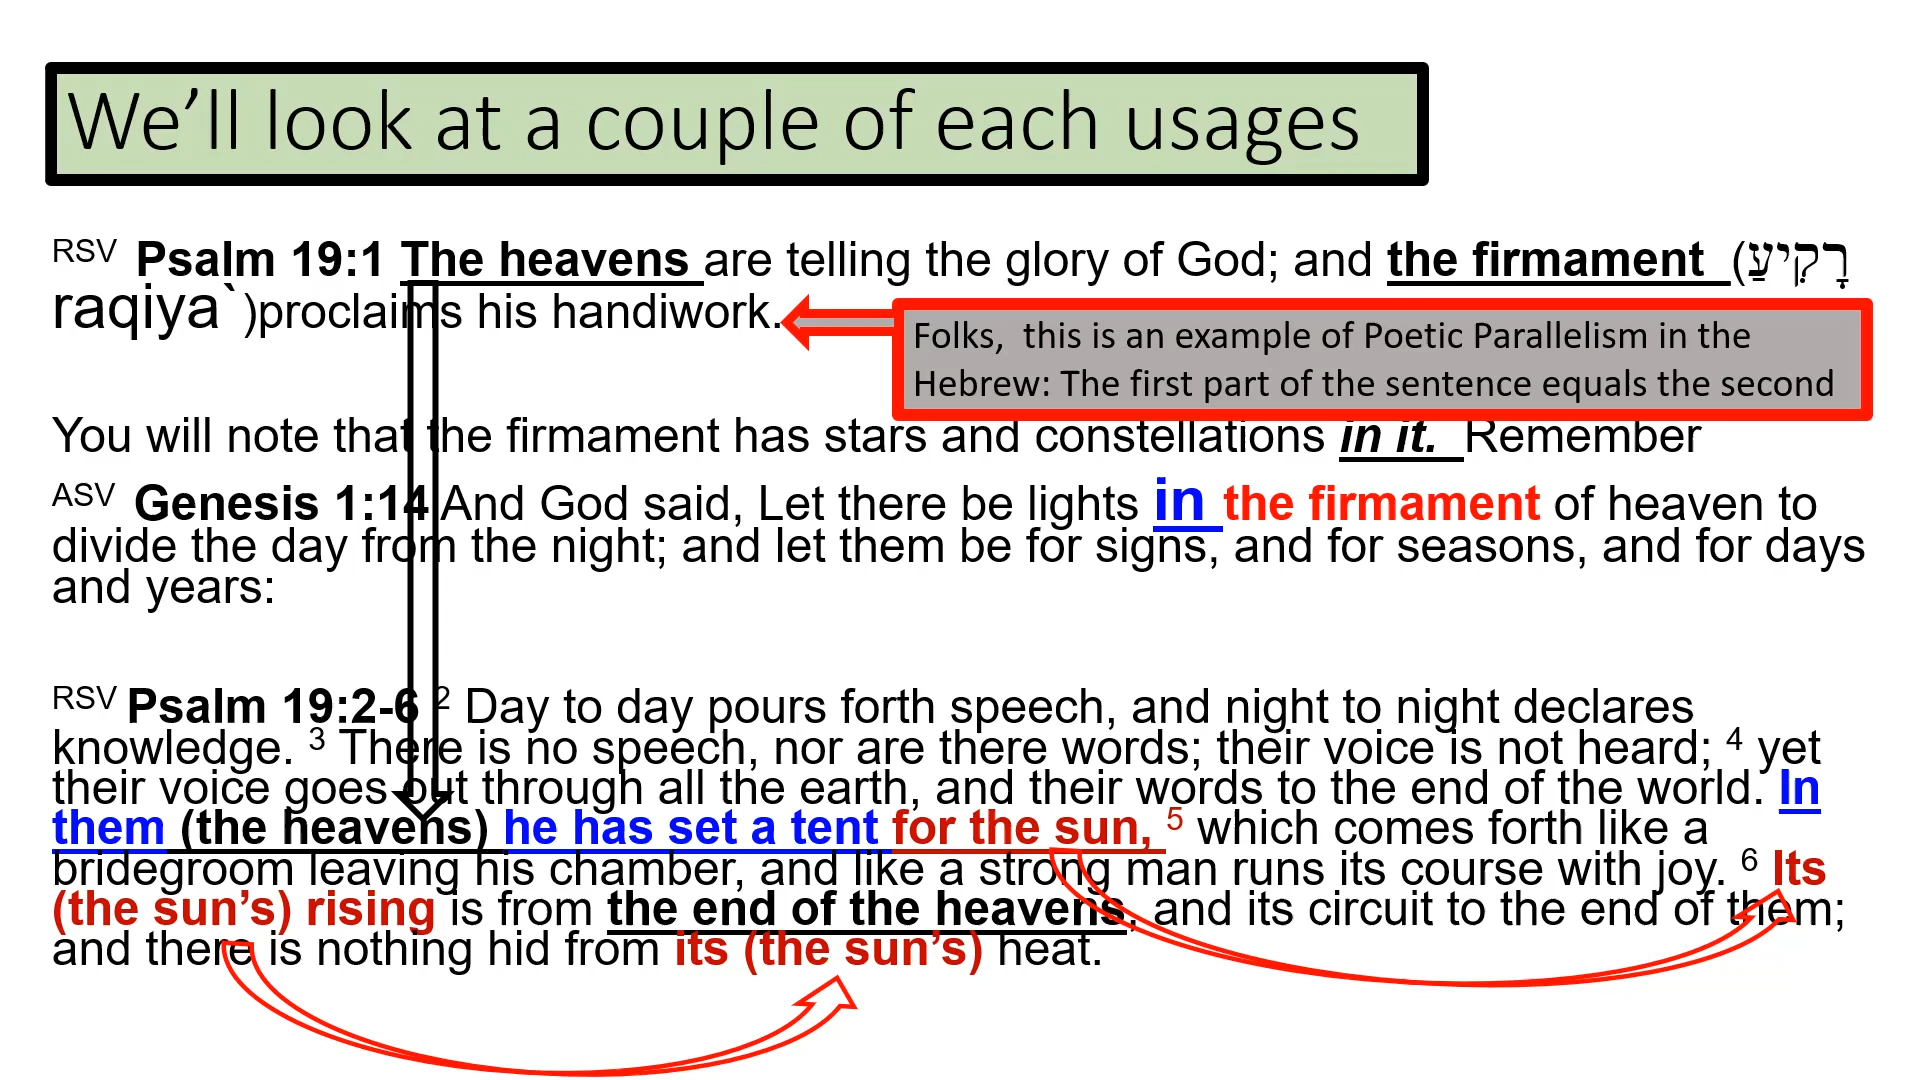 We’ll look at a couple of each usages
RSV Psalm 19:1 The heavens are telling the glory of God; and the firmament (רָקִיעַ
raqiya` )proclaims his handiwork.
Folks, this is an example of Poetic Parallelism in the
Hebrew: The first part of the sentence equals the second
You will note that the firmament has stars and constellations in it. Remember
ASV Genesis 1:14 And God said, Let there be lights in the firmament of heaven to
divide the day from the night; and let them be for signs, and for seasons, and for days
and years:
RSV Psalm 19:2-6 2 Day to day pours forth speech, and night to night declares
knowledge. 3 There is no speech, nor are there words; their voice is not heard; 4 yet
their voice goes out through all the earth, and their words to the end of the world. In
them (the heavens) he has set a tent for the sun, 5 which comes forth like a
bridegroom leaving his chamber, and like a strong man runs its course with joy. 6 Its
(the sun’s) rising is from the end of the heavens, and its circuit to the end of them;
and there is nothing hid from its (the sun’s) heat.